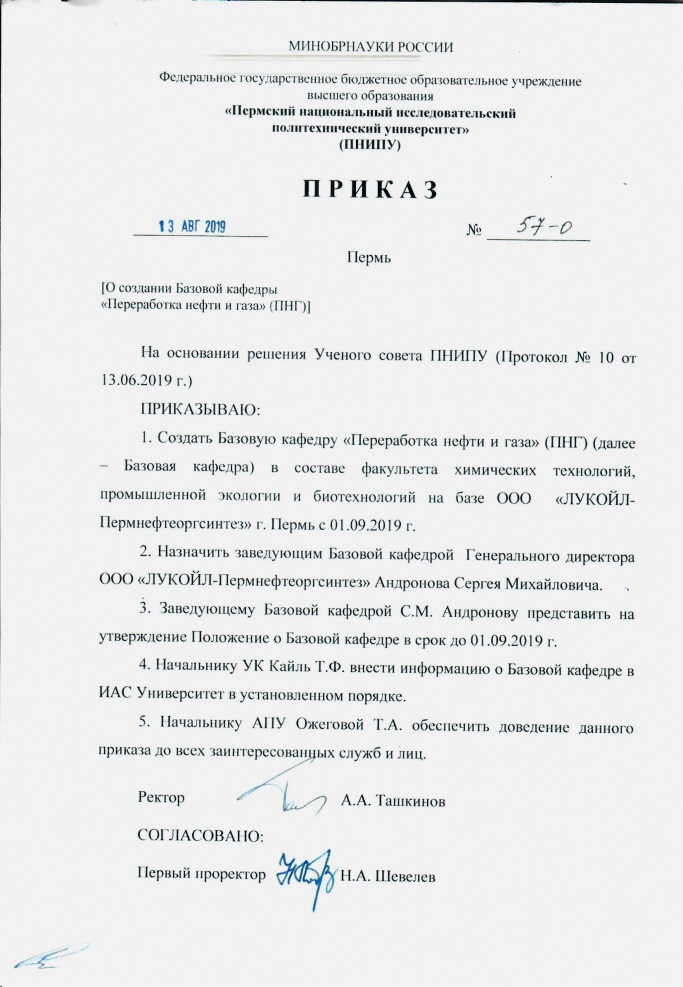 МИНОБРНАУКИ РОССИИ
Федеральное государственное бюджетное образовательное учреждение
высшего образования
«Пермский национальный исследовательский
политехнический университет»
(ПНИПУ)
ПРИКАЗ
13 АВГ 2019
№ 57-О
Пермь
[О создании Базовой кафедры
«Переработка нефти и газа» (ПНГ)]
На основании решения Ученого совета ПНИПУ (Протокол № 10 от
13.06.2019 г.)
ПРИКАЗЫВАЮ:
1. Создать Базовую кафедру «Переработка нефти и газа» (ПНГ) (далее
– Базовая кафедра) в составе факультета химических технологий,
промышленной экологии и биотехнологий на базе ООО «ЛУКОЙЛ-
Пермнефтеоргсинтез» г. Пермь с 01.09.2019 г.
2. Назначить заведующим Базовой кафедрой Генерального директора
ООО «ЛУКОЙЛ-Пермнефтеоргсинтез» Андронова Сергея Михайловича.
3. Заведующему Базовой кафедрой С.М. Андронову представить на
утверждение Положение о Базовой кафедре в срок до 01.09.2019 г.
4. Начальнику УК Кайль Т.Ф. внести информацию о Базовой кафедре в
ИАС Университет в установленном порядке.
5. Начальнику АПУ Ожеговой Т.А. обеспечить доведение данного
приказа до всех заинтересованных служб и лиц.
Ректор А.А. Ташкинов
СОГЛАСОВАНО:
Первый проректор Н.А. Шевелев